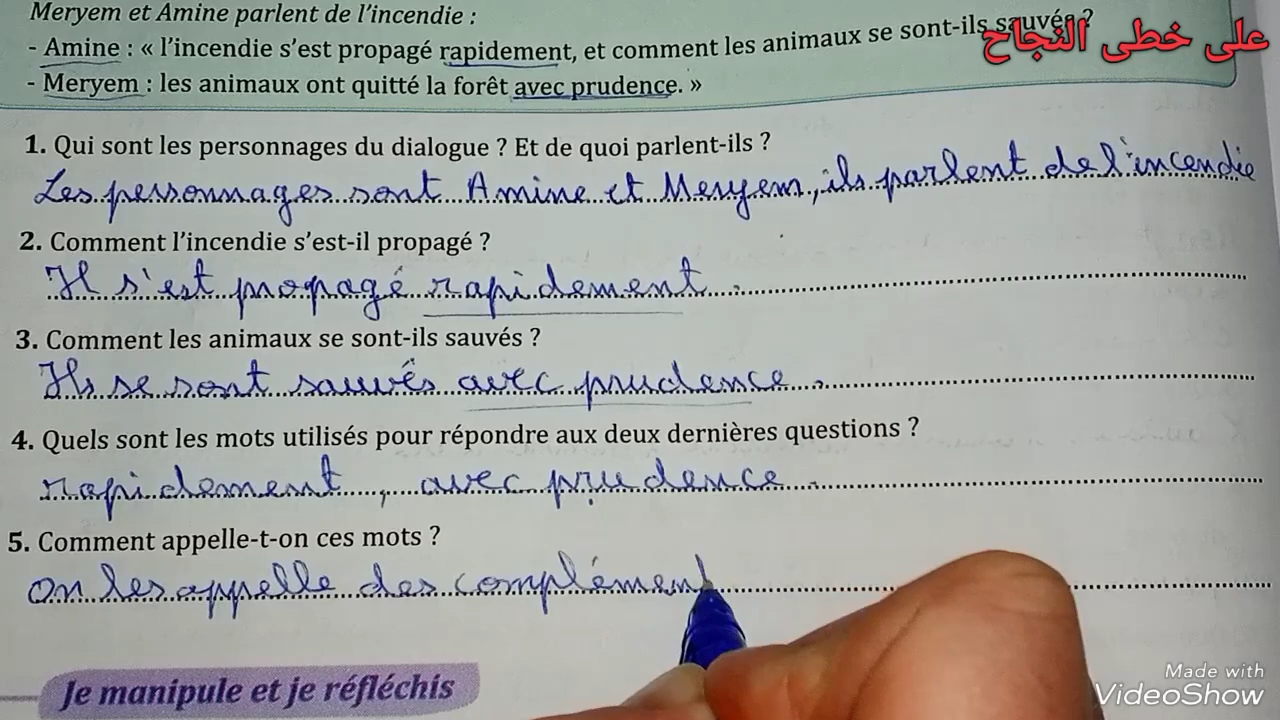 Meryem et Amine parlent de l'incendie :
- Amine : « l'incendie s'est propagé rapidement, et comment les animaux se sont-ils sauvés ?
على خطى النجاح
- Meryem : les animaux ont quitté la forêt avec prudence. »
1. Qui sont les personnages du dialogue ? Et de quoi parlent-ils ?
Les personnages sont Amine et Meryem, ils parlent de l'incendie
2. Comment l'incendie s'est-il propagé ?
Il s'est propagé rapidement.
3. Comment les animaux se sont-ils sauvés ?
Ils se sont sauvés avec prudence.
4. Quels sont les mots utilisés pour répondre aux deux dernières questions ?
rapidement, avec prudence.
5. Comment appelle-t-on ces mots ?
on les appelle des complément
Je manipule et je réfléchis
Made with
VideoShow